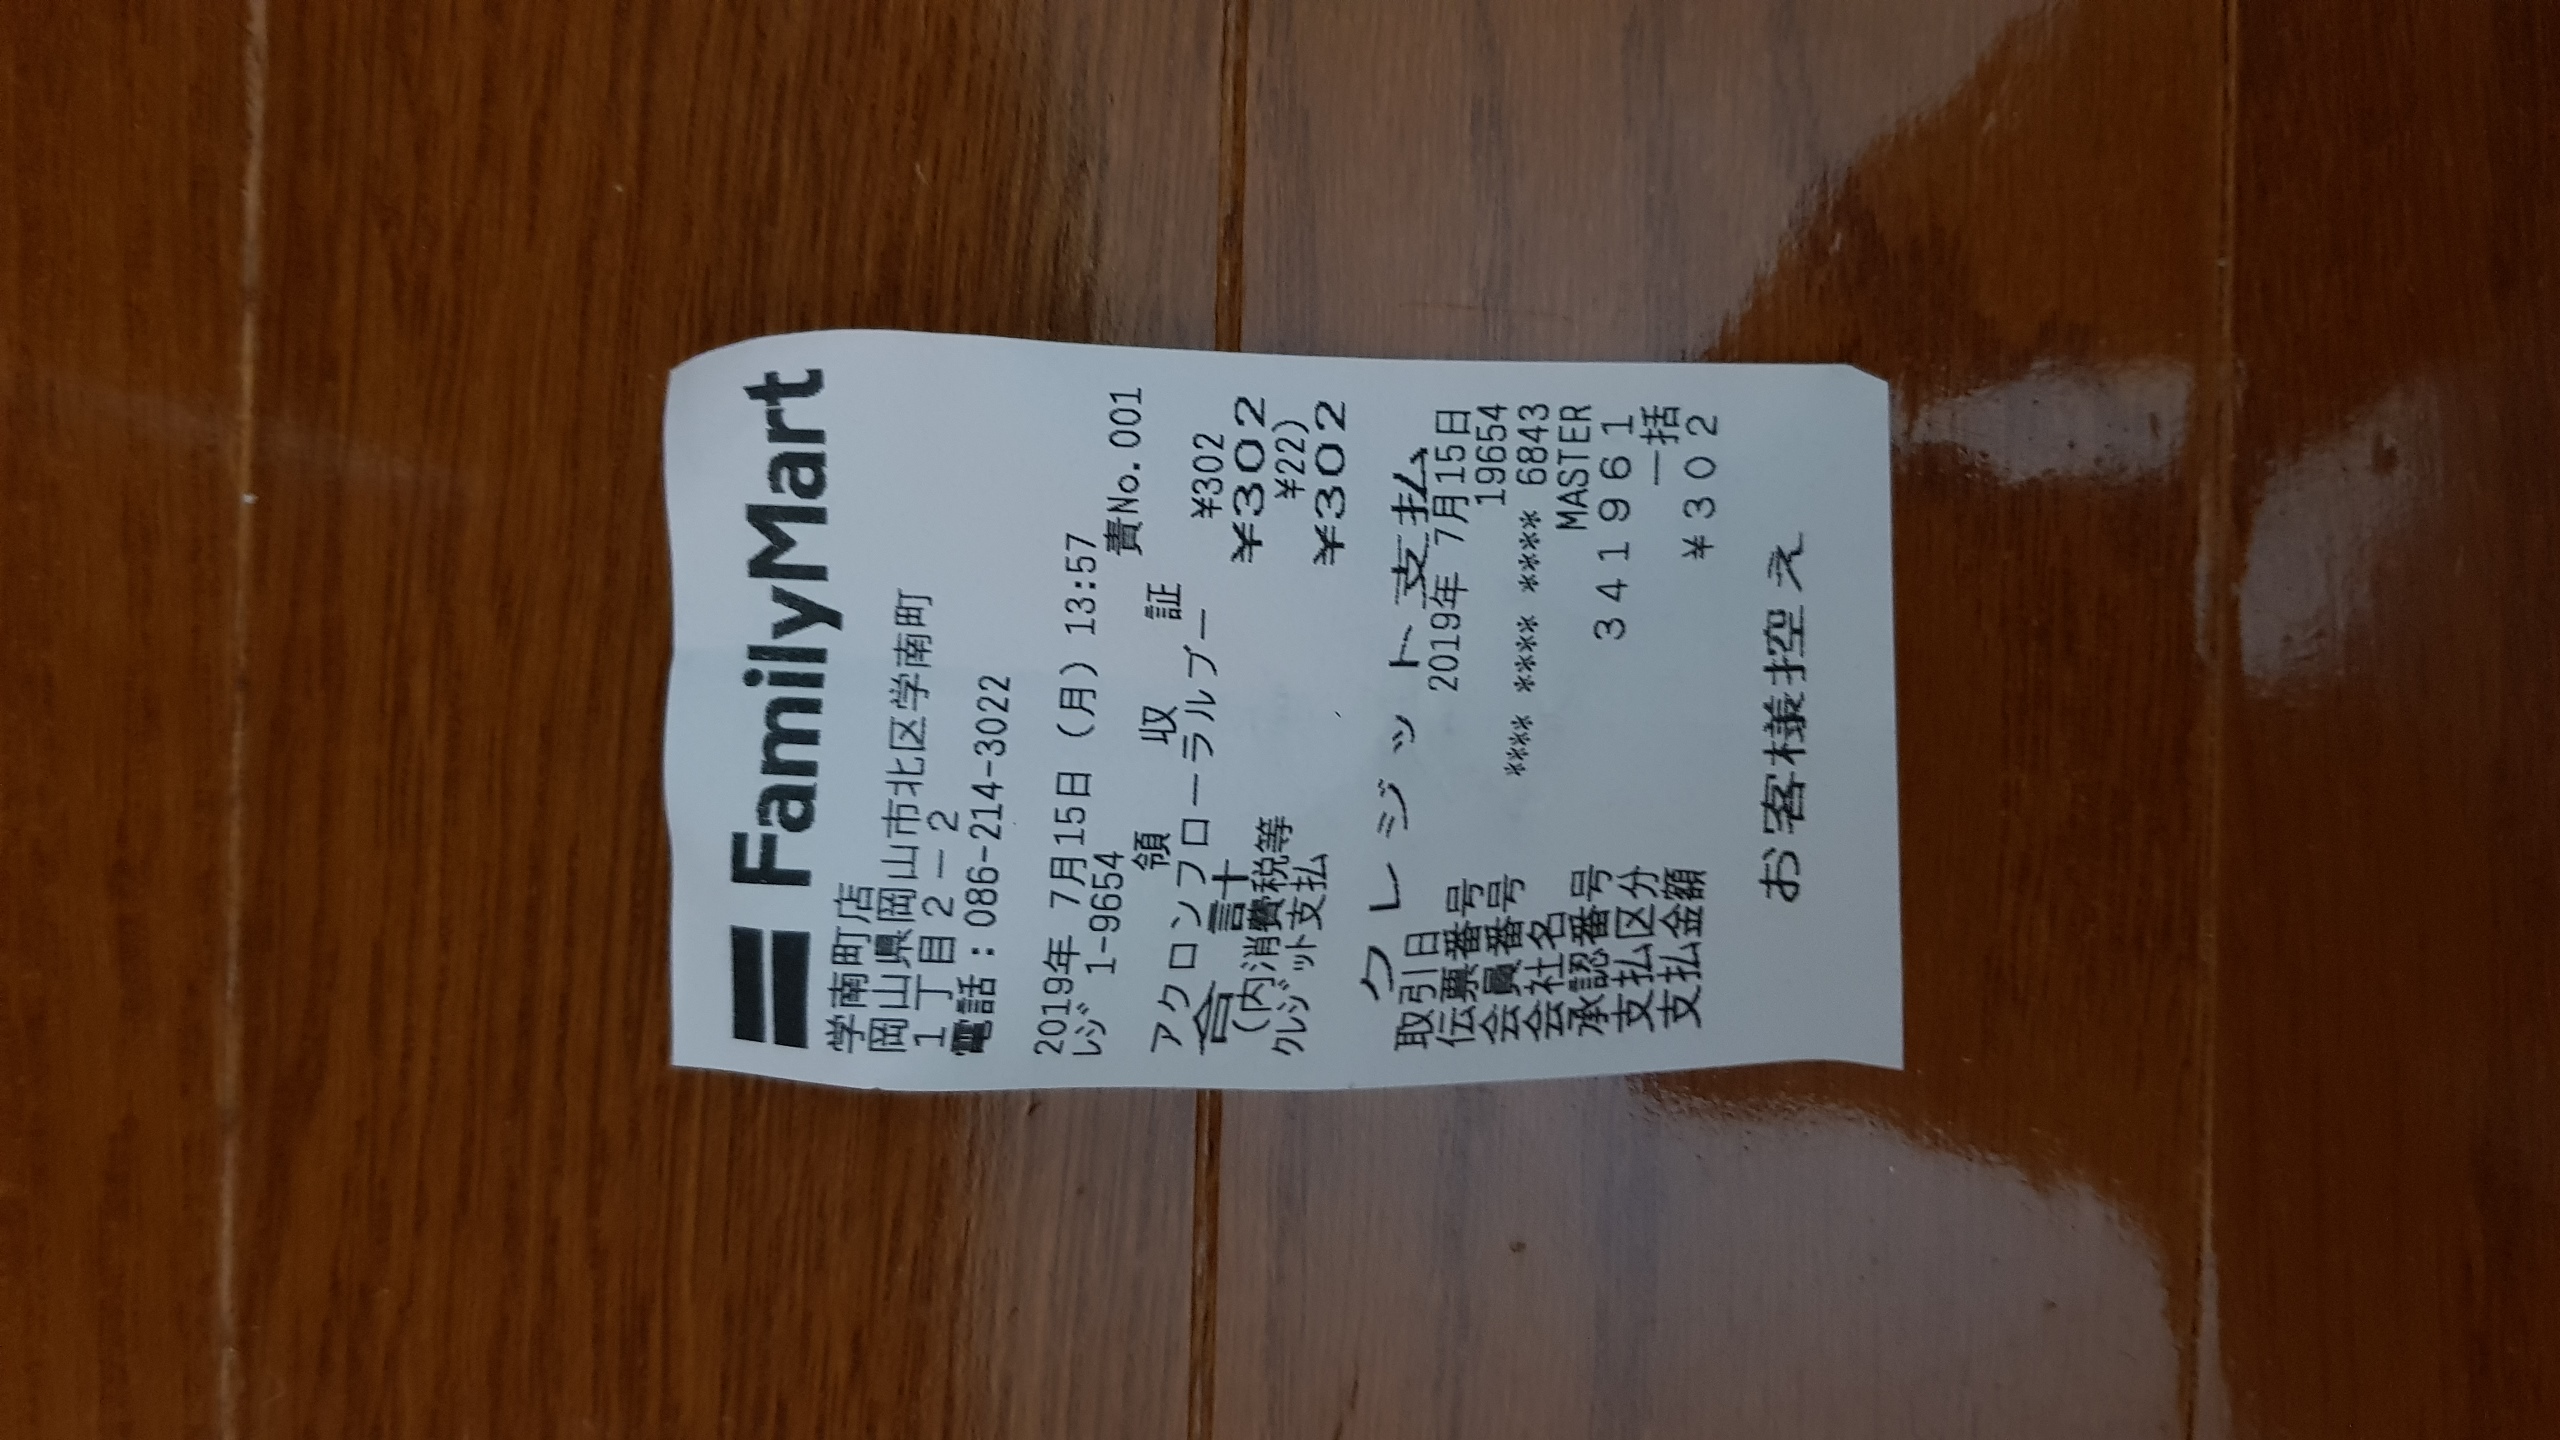 FamilyMart
学南町店
岡山県岡山市北区学南町
1丁目2-2
電話:086-214-3022
2019年 7月15日(月)13:57
レジ 1-9654 責No.001
領収証
アクロンフローラルブー ¥302
合計 ¥302
(内消費税等 ¥22)
クレジット支払 ¥302
クレジット支払
取引日 2019年 7月15日
伝票番号 19654
会員番号 **** **** **** 6843
会社名 MASTER
承認番号 341961
支払区分 一括
支払金額 ¥302
お客様控え